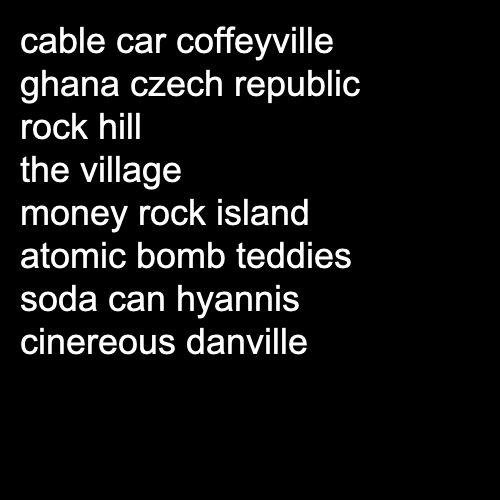 cable car coffeyville
ghana czech republic
rock hill
the village
money rock island
atomic bomb teddies
soda can hyannis
cinereous danville